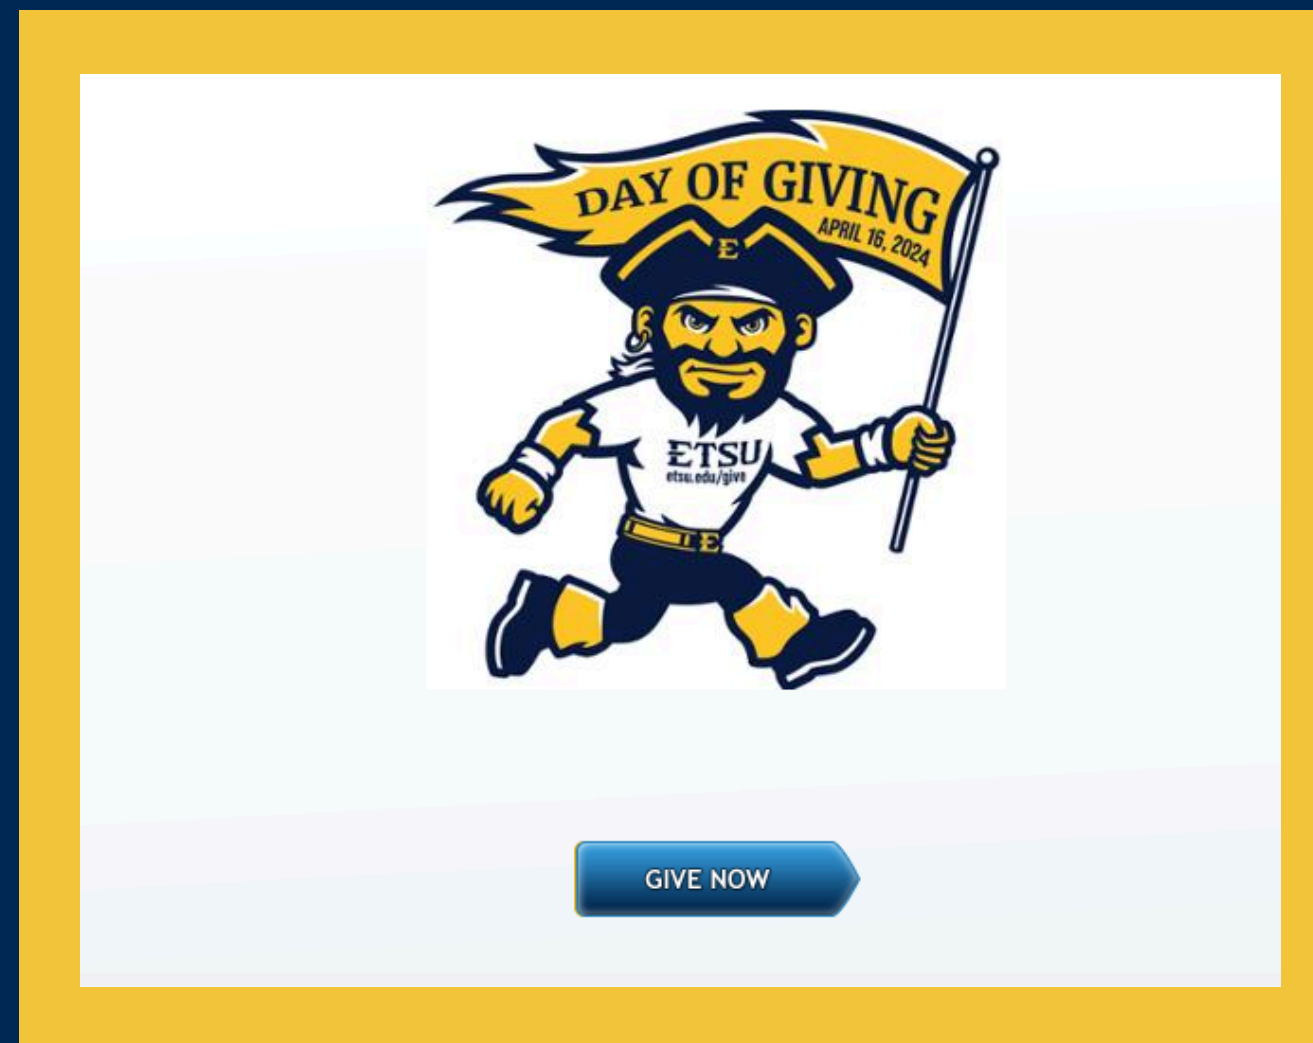 DAY OF GIVING
APRIL 16, 2024
E
ETSU
etsu.edu/give
E
GIVE NOW